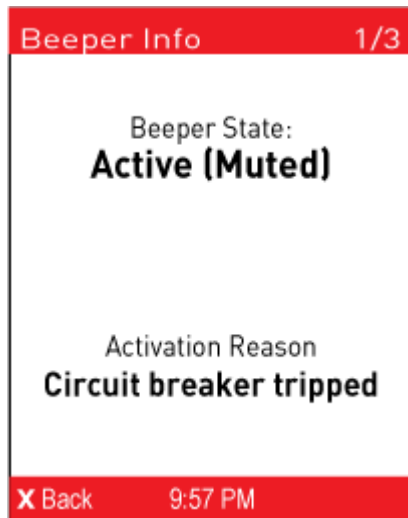 Beeper Info 1/3
Beeper State:
Active (Muted)
Activation Reason
Circuit breaker tripped
X Back 9:57 PM